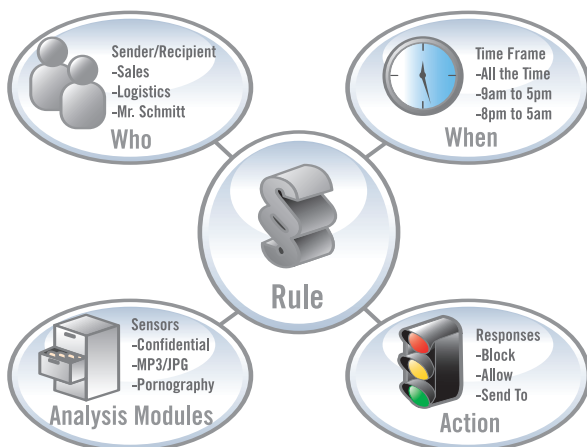 Sender/Recipient
-Sales
-Logistics
-Mr. Schmitt
Who
Time Frame
-All the Time
-9am to 5pm
-8pm to 5am
When
Rule
Sensors
-Confidential
-MP3/JPG
-Pornography
Analysis Modules
Responses
-Block
-Allow
-Send To
Action